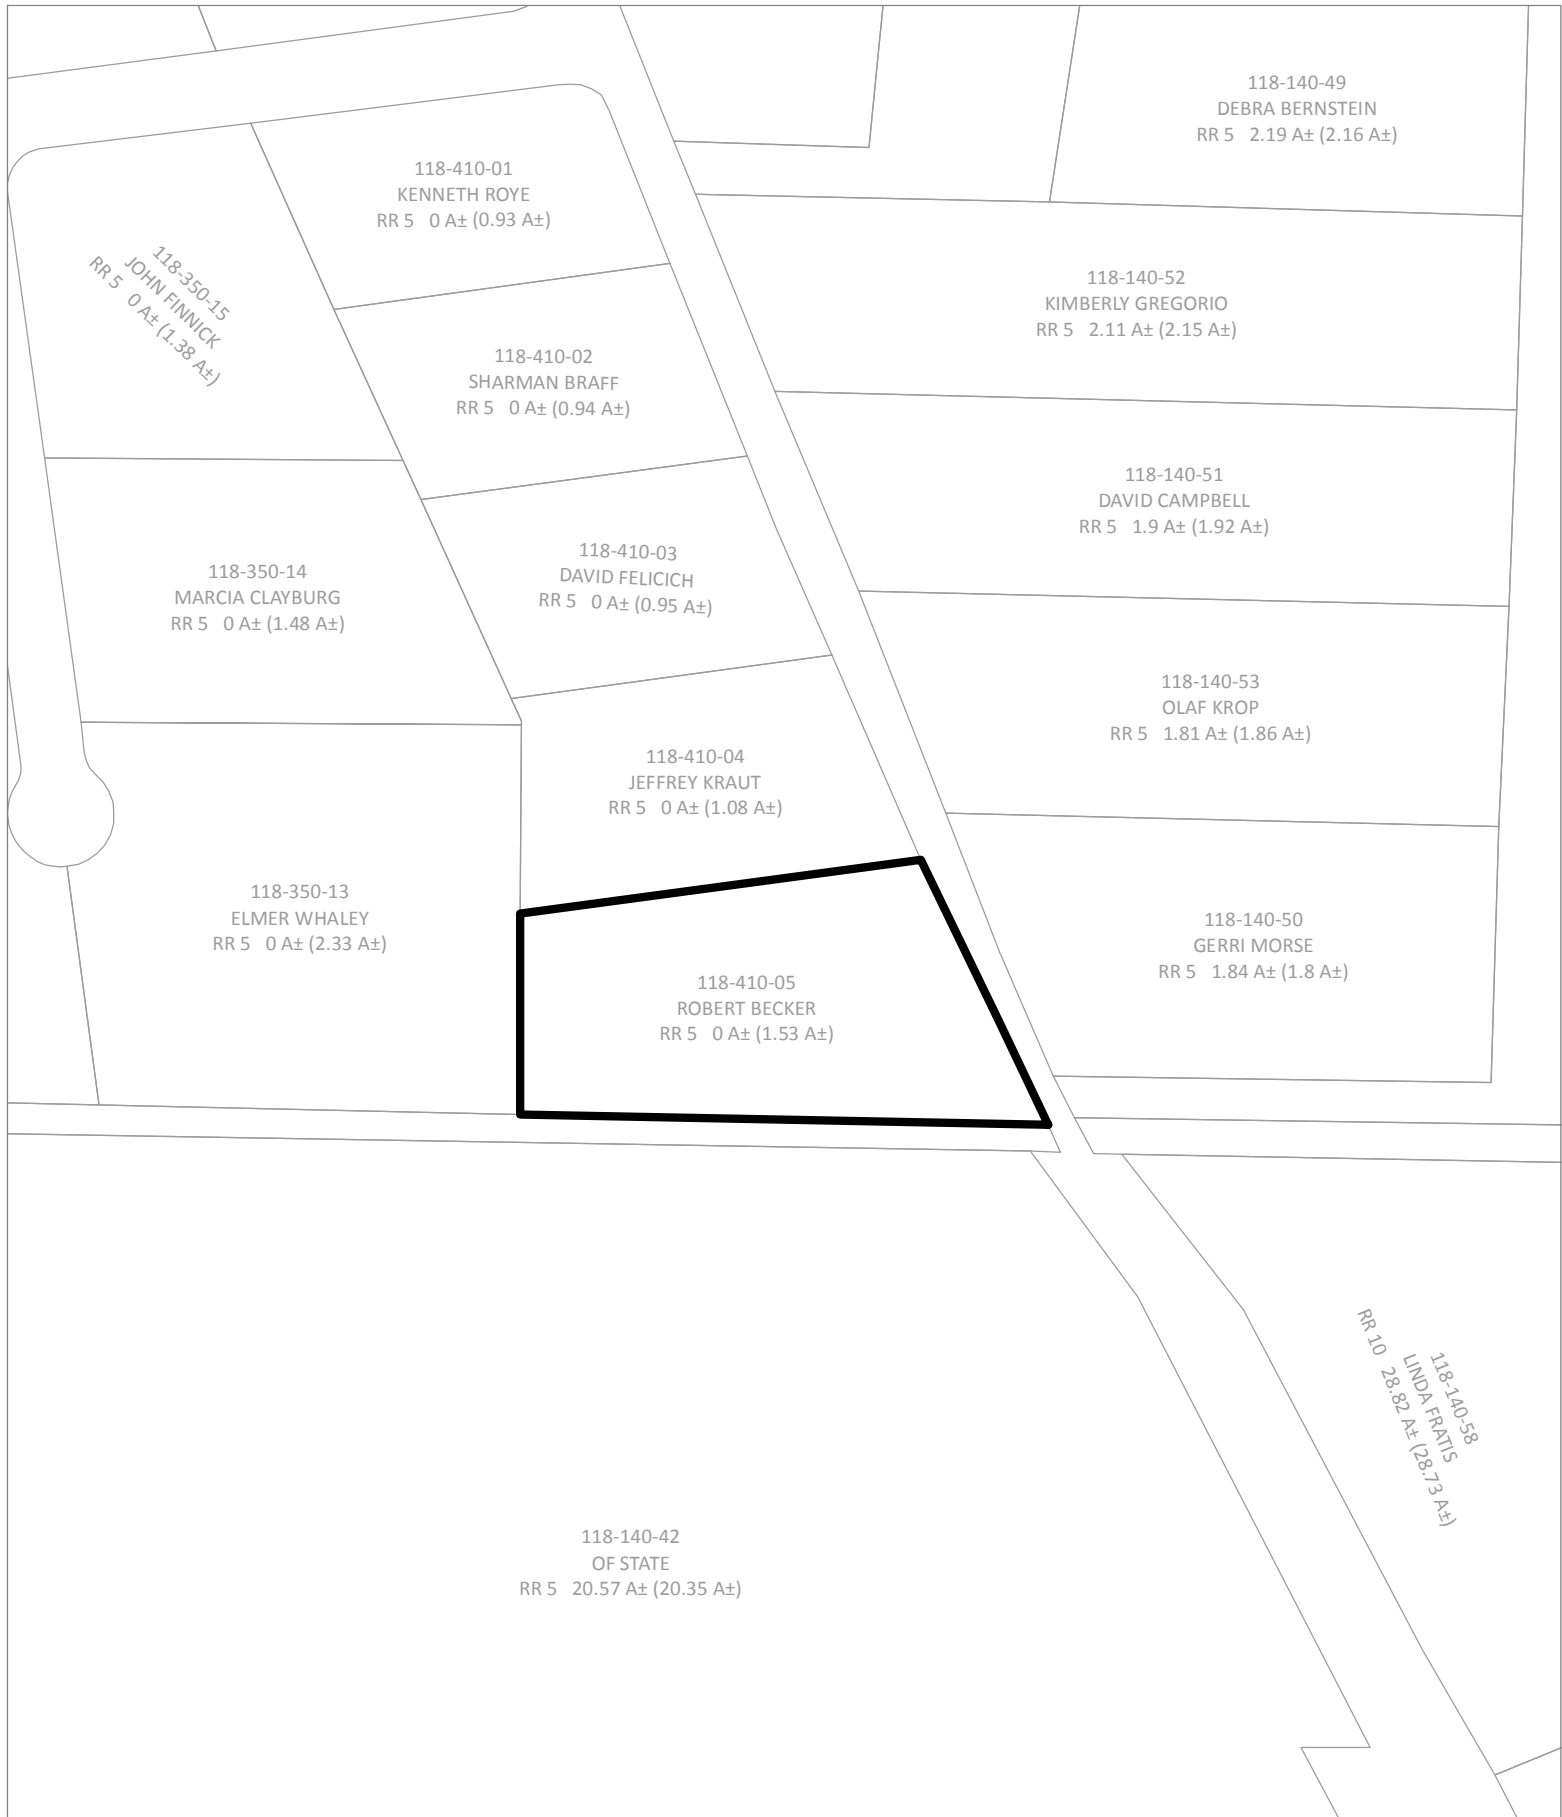 118-140-49
DEBRA BERNSTEIN
RR 5 2.19 A± (2.16 A±)
118-410-01
KENNETH ROYE
RR 5 0 A± (0.93 A±)
118-350-15
JOHN FINNICK
RR 5 0 A± (1.38 A±)
118-140-52
KIMBERLY GREGORIO
RR 5 2.11 A± (2.15 A±)
118-410-02
SHARMAN BRAFF
RR 5 0 A± (0.94 A±)
118-140-51
DAVID CAMPBELL
RR 5 1.9 A± (1.92 A±)
118-410-03
DAVID FELICICH
RR 5 0 A± (0.95 A±)
118-350-14
MARCIA CLAYBURG
RR 5 0 A± (1.48 A±)
118-140-53
OLAF KROP
RR 5 1.81 A± (1.86 A±)
118-410-04
JEFFREY KRAUT
RR 5 0 A± (1.08 A±)
118-350-13
ELMER WHALEY
RR 5 0 A± (2.33 A±)
118-140-50
GERRI MORSE
RR 5 1.84 A± (1.8 A±)
118-410-05
ROBERT BECKER
RR 5 0 A± (1.53 A±)
118-140-58
LINDA FRATIS
RR 10 28.82 A± (28.73 A±)
118-140-42
OF STATE
RR 5 20.57 A± (20.35 A±)